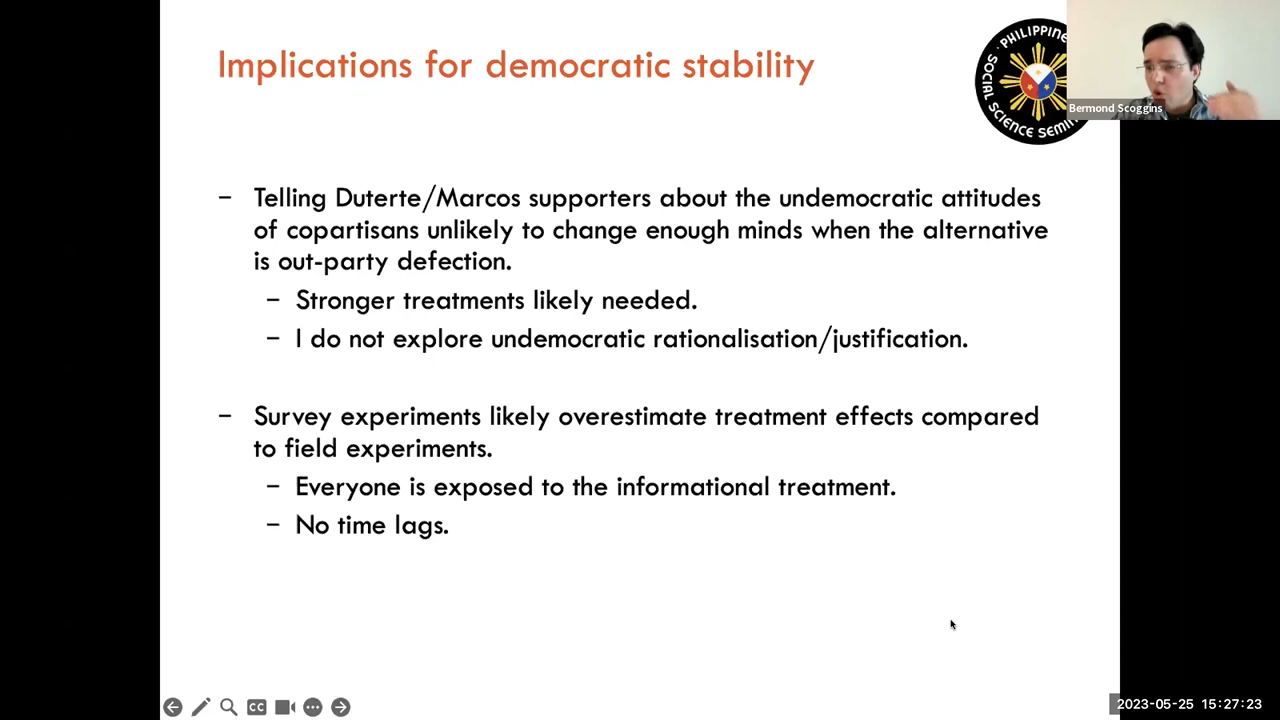 Implications for democratic stability
PHILIPPINE
SOCIAL SCIENCE SEMI
Bermond Scoggins
– Telling Duterte/Marcos supporters about the undemocratic attitudes
of copartisans unlikely to change enough minds when the alternative
is out-party defection.
– Stronger treatments likely needed.
– I do not explore undemocratic rationalisation/justification.
– Survey experiments likely overestimate treatment effects compared
to field experiments.
– Everyone is exposed to the informational treatment.
– No time lags.
CC
2023-05-25 15:27:23